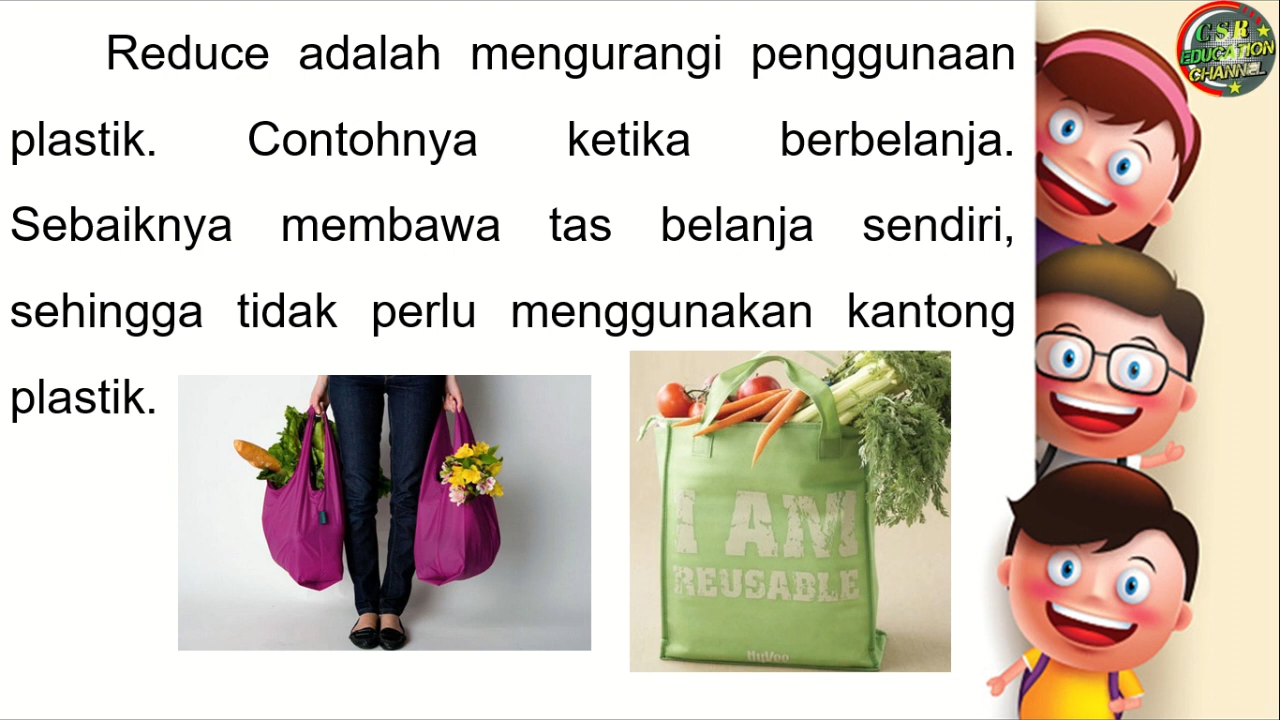 Reduce adalah mengurangi penggunaan
plastik. Contohnya ketika berbelanja.
Sebaiknya membawa tas belanja sendiri,
sehingga tidak perlu menggunakan kantong
plastik.
I AM
REUSABLE
HyVee
CSR
EDUCATION
CHANNEL